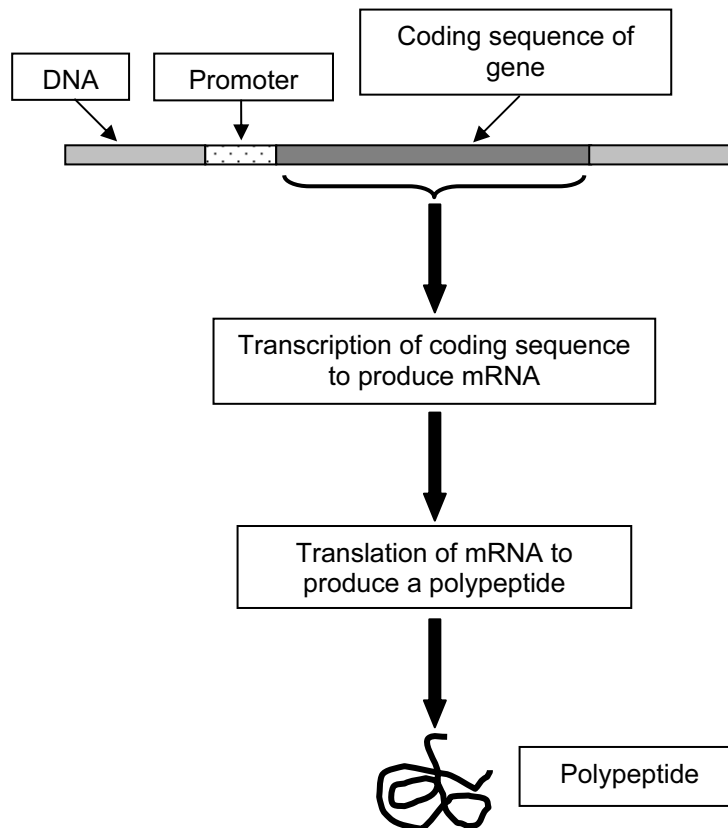 Coding sequence of
gene
DNA
Promoter
Transcription of coding sequence
to produce mRNA
Translation of mRNA to
produce a polypeptide
Polypeptide